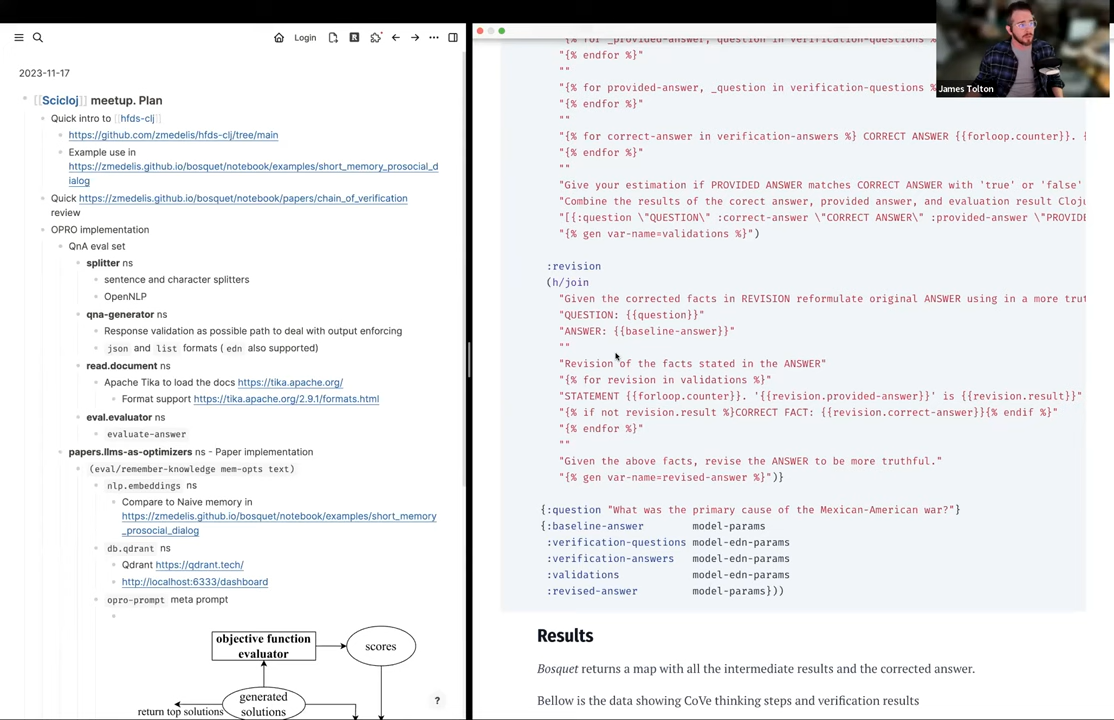 Login
2023-11-17
[[Scicloj]] meetup. Plan
Quick intro to [[hfds-clj]]
https://github.com/zmedelis/hfds-clj/tree/main
Example use in
https://zmedelis.github.io/bosquet/notebook/examples/short_memory_prosocial_d
ialog
Quick https://zmedelis.github.io/bosquet/notebook/papers/chain_of_verification
review
OPRO implementation
QnA eval set
splitter ns
sentence and character splitters
OpenNLP
qna-generator ns
Response validation as possible path to deal with output enforcing
json and list formats ( edn also supported)
read.document ns
Apache Tika to load the docs https://tika.apache.org/
Format support https://tika.apache.org/2.9.1/formats.html
eval.evaluator ns
evaluate-answer
papers.llms-as-optimizers ns - Paper implementation
(eval/remember-knowledge mem-opts text)
nlp.embeddings ns
Compare to Naive memory in
https://zmedelis.github.io/bosquet/notebook/examples/short_memory
_prosocial_dialog
db.qdrant ns
Qdrant https://qdrant.tech/
http://localhost:6333/dashboard
opro-prompt meta prompt
objective function
evaluator
scores
generated
solutions
return top solutions
?
"{% for _provided-answer, question in verification-questions %
"{% endfor %}"
""
"{% for provided-answer, _question in verification-questions %
"{% endfor %}"
""
"{% for correct-answer in verification-answers %} CORRECT ANSWER {{forloop.counter}}. {
"{% endfor %}"
""
"Give your estimation if PROVIDED ANSWER matches CORRECT ANSWER with 'true' or 'false'
"Combine the results of the corect answer, provided answer, and evaluation result Cloju
"[{:question \"QUESTION\" :correct-answer \"CORRECT ANSWER\" :provided-answer \"PROVIDE
"{% gen var-name=validations %}")
:revision
(h/join
"Given the corrected facts in REVISION reformulate original ANSWER using in a more trut
"QUESTION: {{question}}"
"ANSWER: {{baseline-answer}}"
""
"Revision of the facts stated in the ANSWER"
"{% for revision in validations %}"
"STATEMENT {{forloop.counter}}. '{{revision.provided-answer}}' is {{revision.result}}"
"{% if not revision.result %}CORRECT FACT: {{revision.correct-answer}}{% endif %}"
"{% endfor %}"
""
"Given the above facts, revise the ANSWER to be more truthful."
"{% gen var-name=revised-answer %}")}
{:question "What was the primary cause of the Mexican-American war?"}
{:baseline-answer model-params
:verification-questions model-edn-params
:verification-answers model-edn-params
:validations model-edn-params
:revised-answer model-params}))
Results
Bosquet returns a map with all the intermediate results and the corrected answer.
Bellow is the data showing CoVe thinking steps and verification results
James Tolton